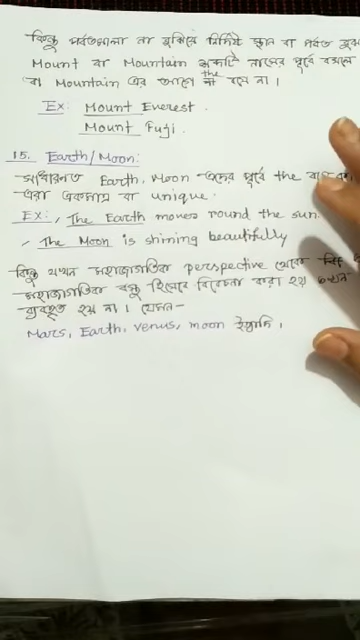 কিন্তু পর্বতমালা না বুঝিয়ে নির্দিষ্ট স্থান বা পর্বত বুঝা
Mount বা Mountain শব্দটি নামের পূর্বে বসলে
বা Mountain এর আগে the বসে না।
Ex: Mount Everest.
Mount Fuji.
15. Earth/Moon:
সাধারনত Earth, Moon এদের পূর্বে the
এরা একমাত্র বা unique.
Ex: , The Earth moves round the sun.
, The Moon is shining beautifully
কিন্তু যখন মহাজাগতিক perspective থেকে
মহাজাগতিক বস্তু হিসেবে বিবেচনা করা হয় তখন
ব্যবহৃত হয় না। যেমন-
Mars, Earth, Venus, moon ইত্যাদি।